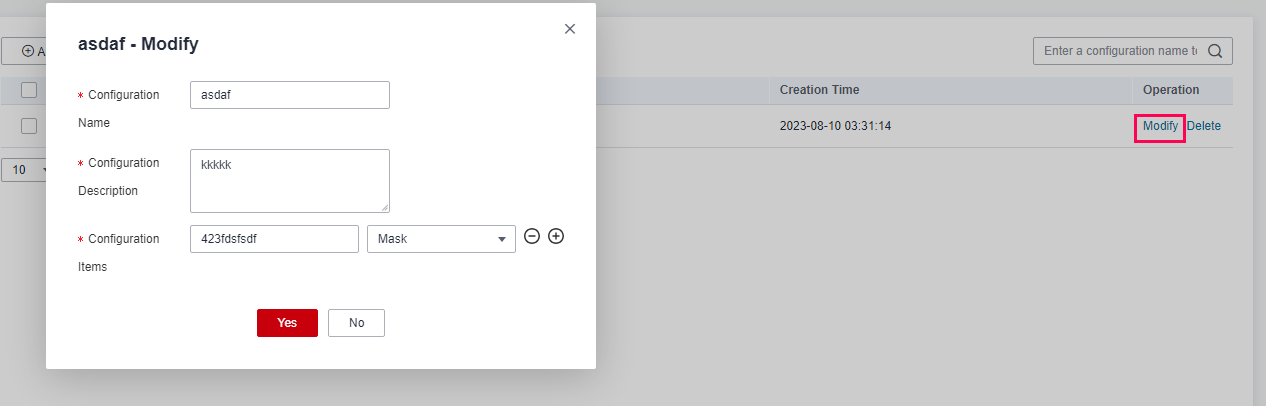 asdaf - Modify
* Configuration Name
asdaf
* Configuration Description
kkkkk
* Configuration Items
423fdsfsdf
Mask
Yes
No
A
Enter a configuration name to
Creation Time
Operation
2023-08-10 03:31:14
Modify
Delete
10